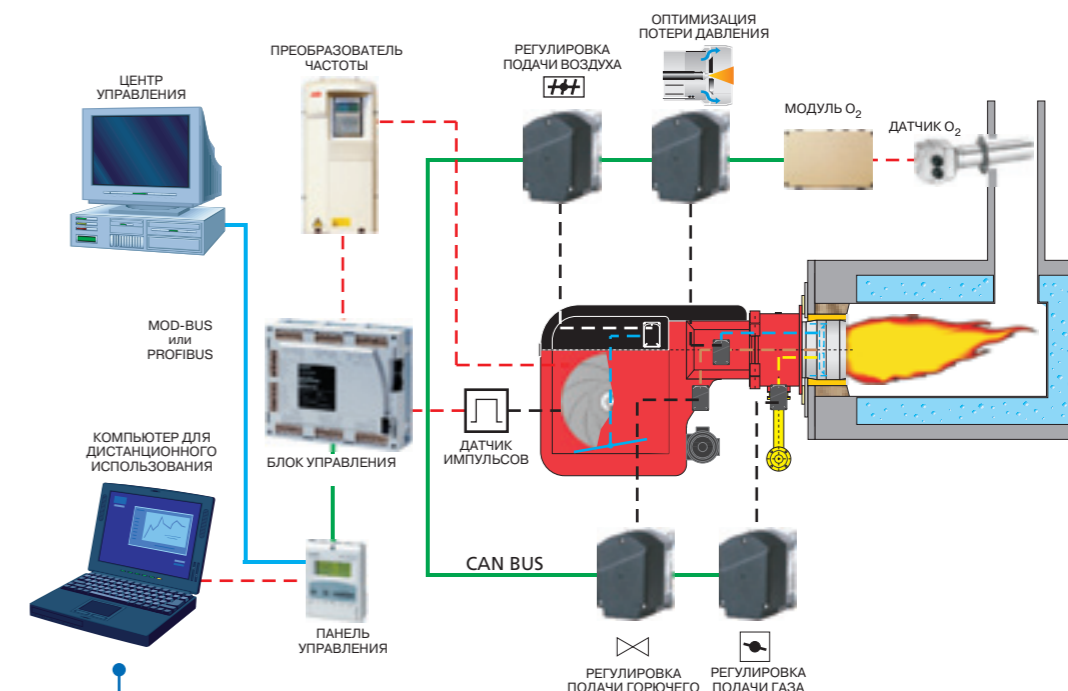 ОПТИМИЗАЦИЯ
ПОТЕРИ ДАВЛЕНИЯ
ПРЕОБРАЗОВАТЕЛЬ
ЧАСТОТЫ
РЕГУЛИРОВКА
ПОДАЧИ ВОЗДУХА
ЦЕНТР
УПРАВЛЕНИЯ
МОДУЛЬ O₂
ДАТЧИК O₂
MOD-BUS
или
PROFIBUS
КОМПЬЮТЕР ДЛЯ
ДИСТАНЦИОННОГО
ИСПОЛЬЗОВАНИЯ
БЛОК УПРАВЛЕНИЯ
ДАТЧИК
ИМПУЛЬСОВ
CAN BUS
ПАНЕЛЬ
УПРАВЛЕНИЯ
РЕГУЛИРОВКА
ПОДАЧИ ГОРЮЧЕГО
РЕГУЛИРОВКА
ПОДАЧИ ГАЗА